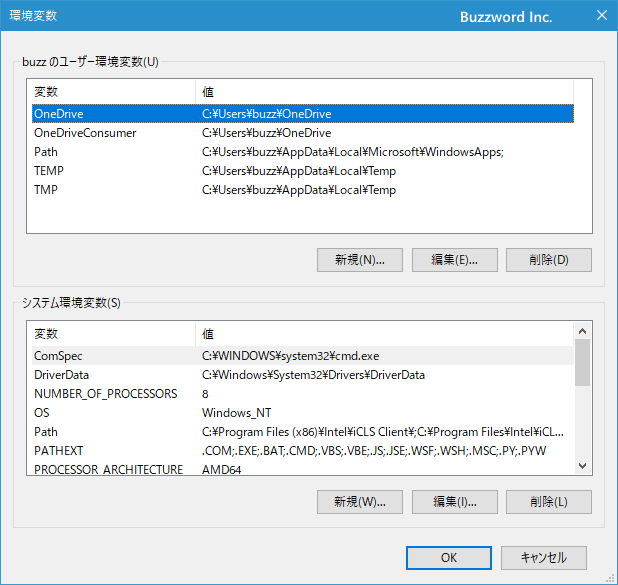 環境変数 Buzzword Inc.
buzz のユーザー環境変数(U)
変数 値
OneDrive C:¥Users¥buzz¥OneDrive
OneDriveConsumer C:¥Users¥buzz¥OneDrive
Path C:¥Users¥buzz¥AppData¥Local¥Microsoft¥WindowsApps;
TEMP C:¥Users¥buzz¥AppData¥Local¥Temp
TMP C:¥Users¥buzz¥AppData¥Local¥Temp
新規(N)... 編集(E)... 削除(D)
システム環境変数(S)
変数 値
ComSpec C:¥WINDOWS¥system32¥cmd.exe
DriverData C:¥Windows¥System32¥Drivers¥DriverData
NUMBER_OF_PROCESSORS 8
OS Windows_NT
Path C:¥Program Files (x86)¥Intel¥iCLS Client¥;C:¥Program Files¥Intel¥iCL...
PATHEXT .COM;.EXE;.BAT;.CMD;.VBS;.VBE;.JS;.JSE;.WSF;.WSH;.MSC;.PY;.PYW
PROCESSOR_ARCHITECTURE AMD64
新規(W)... 編集(I)... 削除(L)
OK キャンセル